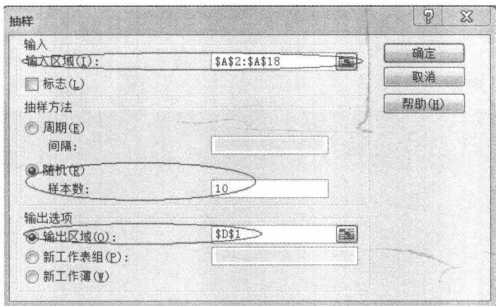 抽样
输入
输入区域(I): $A$2:$A$18
标志(L)
抽样方法
周期(E)
间隔:
随机(R)
样本数: 10
输出选项
输出区域(O): $D$1
新工作表组(P):
新工作薄(W)
确定
取消
帮助(H)